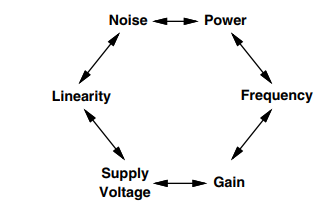 Noise Power
Linearity Frequency
Supply
Voltage Gain